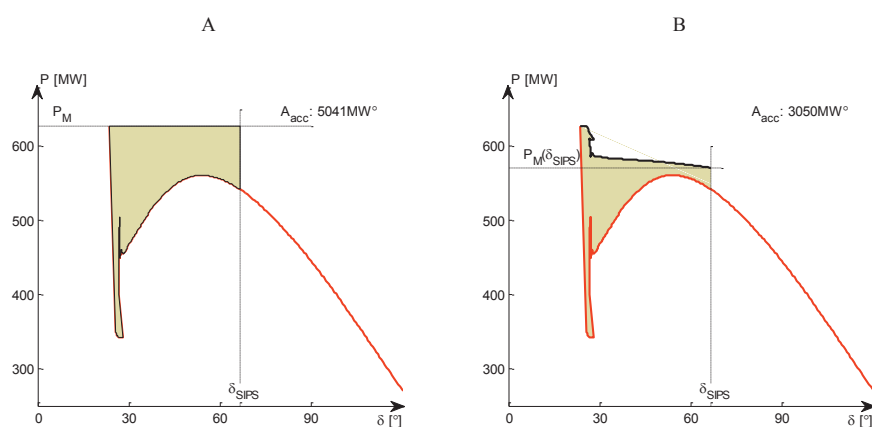 A
B
P [MW]
P_M
A_acc: 5041MW°
600
500
400
300
δ_SIPS
0
30
60
90
δ [°]
P [MW]
A_acc: 3050MW°
P_M(δ_SIPS)
600
500
400
300
δ_SIPS
0
30
60
90
δ [°]